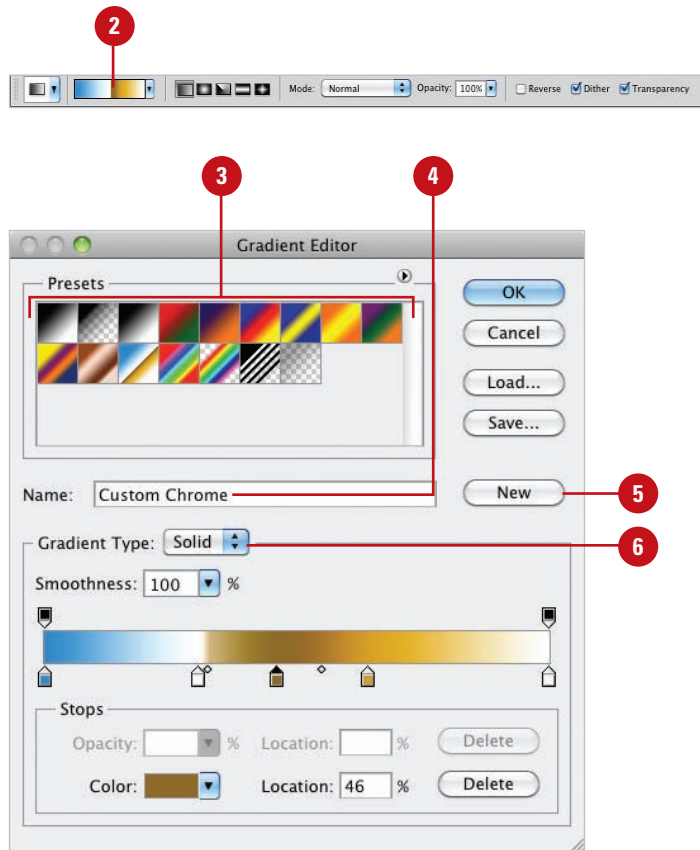 2
Mode: Normal Opacity: 100% Reverse Dither Transparency
3 4
Gradient Editor
Presets
OK
Cancel
Load...
Save...
Name: Custom Chrome New 5
Gradient Type: Solid 6
Smoothness: 100 %
Stops
Opacity: % Location: % Delete
Color: Location: 46 % Delete